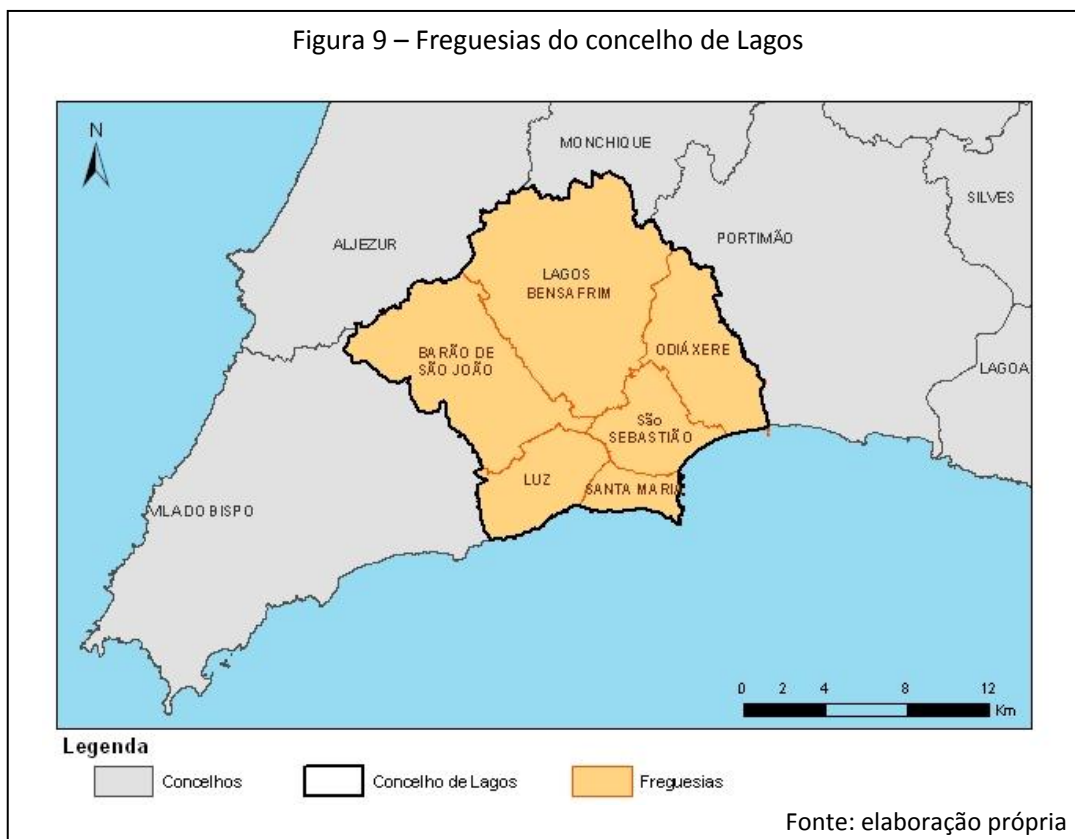 Figura 9 – Freguesias do concelho de Lagos
N
MONCHIQUE
SILVES
ALJEZUR
PORTIMÃO
LAGOS
BENSAFRIM
BARÃO DE
SÃO JOÃO
ODIÁXERE
LAGOA
São
SEBASTIÃO
LUZ
SANTA MARIA
VILA DO BISPO
0 2 4 8 12
Km
Legenda
Concelhos
Concelho de Lagos
Freguesias
Fonte: elaboração própria